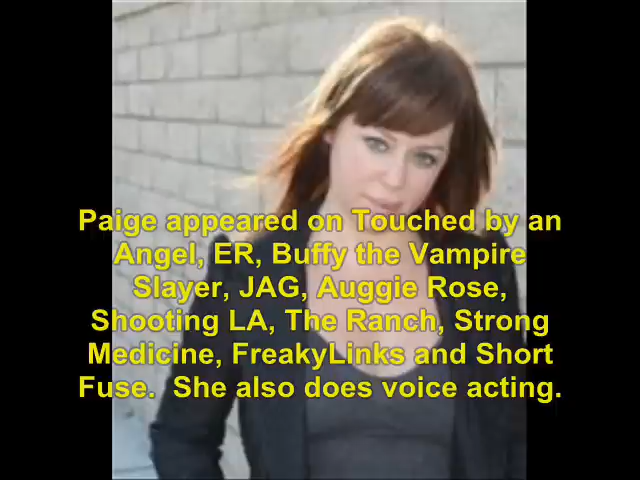 Paige appeared on Touched by an
Angel, ER, Buffy the Vampire
Slayer, JAG, Auggie Rose,
Shooting LA, The Ranch, Strong
Medicine, FreakyLinks and Short
Fuse.  She also does voice acting.